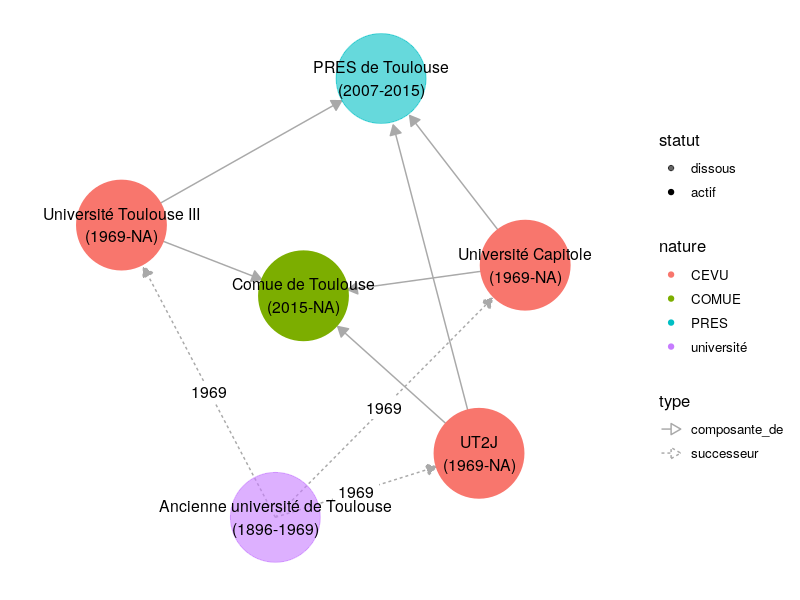 PRES de Toulouse
(2007-2015)
Université Toulouse III
(1969-NA)
Université Capitole
(1969-NA)
Comue de Toulouse
(2015-NA)
1969
1969
UT2J
(1969-NA)
1969
Ancienne université de Toulouse
(1896-1969)
statut
dissous
actif
nature
CEVU
COMUE
PRES
université
type
composante_de
successeur